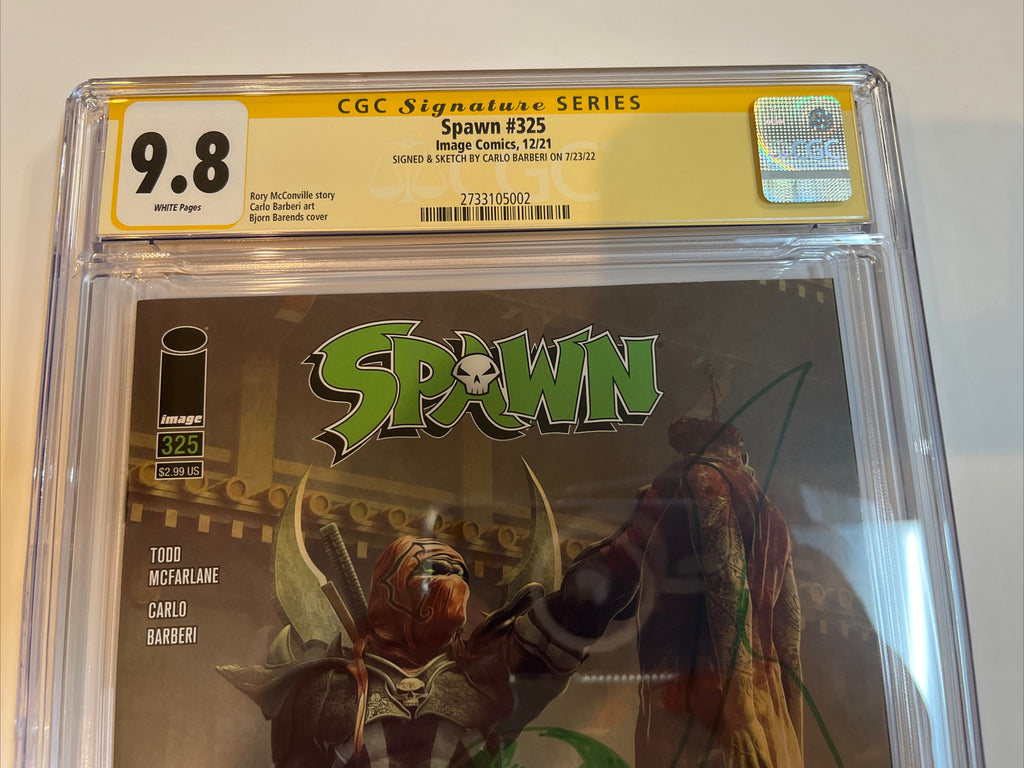 CGC Signature SERIES
Spawn #325
Image Comics, 12/21
SIGNED & SKETCH BY CARLO BARBERI ON 7/23/22
9.8
WHITE Pages
Rory McConville story
Carlo Barberi art
Bjorn Barends cover
2733105002
CGC
CGC
SPAWN
image
325
$2.99 US
TODD
MCFARLANE
CARLO
BARBERI